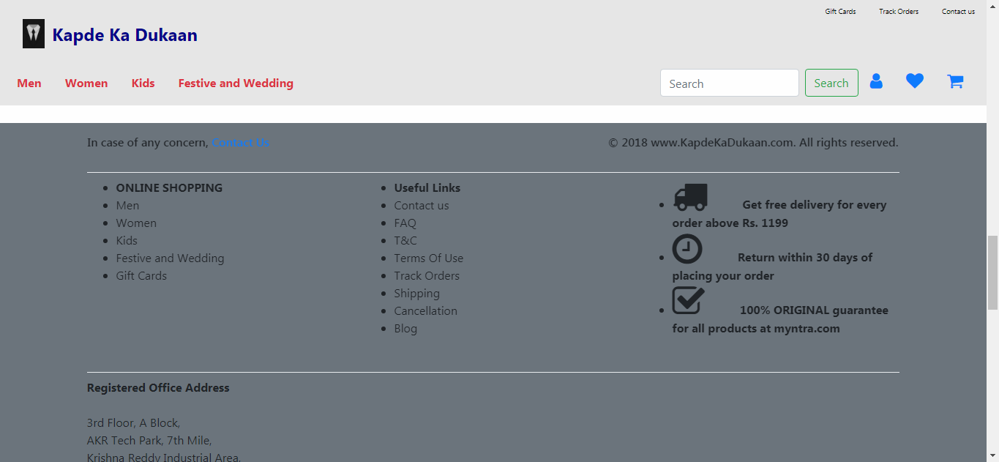 Gift Cards Track Orders Contact us
Kapde Ka Dukaan
Men Women Kids Festive and Wedding Search Search
In case of any concern, Contact Us © 2018 www.KapdeKaDukaan.com. All rights reserved.
ONLINE SHOPPING
Men
Women
Kids
Festive and Wedding
Gift Cards
Useful Links
Contact us
FAQ
T&C
Terms Of Use
Track Orders
Shipping
Cancellation
Blog
Get free delivery for every
order above Rs. 1199
Return within 30 days of
placing your order
100% ORIGINAL guarantee
for all products at myntra.com
Registered Office Address
3rd Floor, A Block,
AKR Tech Park, 7th Mile,
Krishna Reddy Industrial Area,